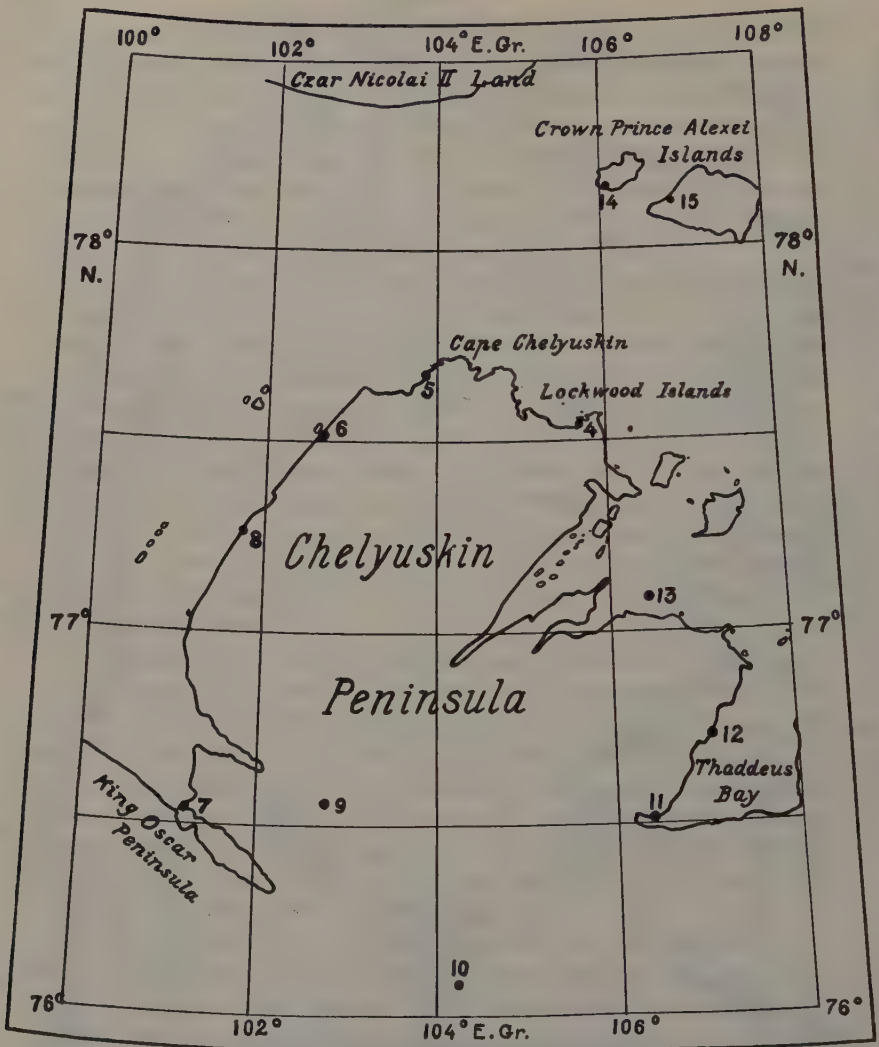 100°
102°
104° E.Gr.
106°
108°
Czar Nicolai II Land
Crown Prince Alexei
Islands
14
15
78°
N.
78°
N.
Cape Chelyuskin
5
Lockwood Islands
4
6
8
Chelyuskin
13
77°
77°
Peninsula
12
Thaddeus
Bay
King Oscar
Peninsula
7
9
11
10
76°
76°
102°
104° E.Gr.
106°